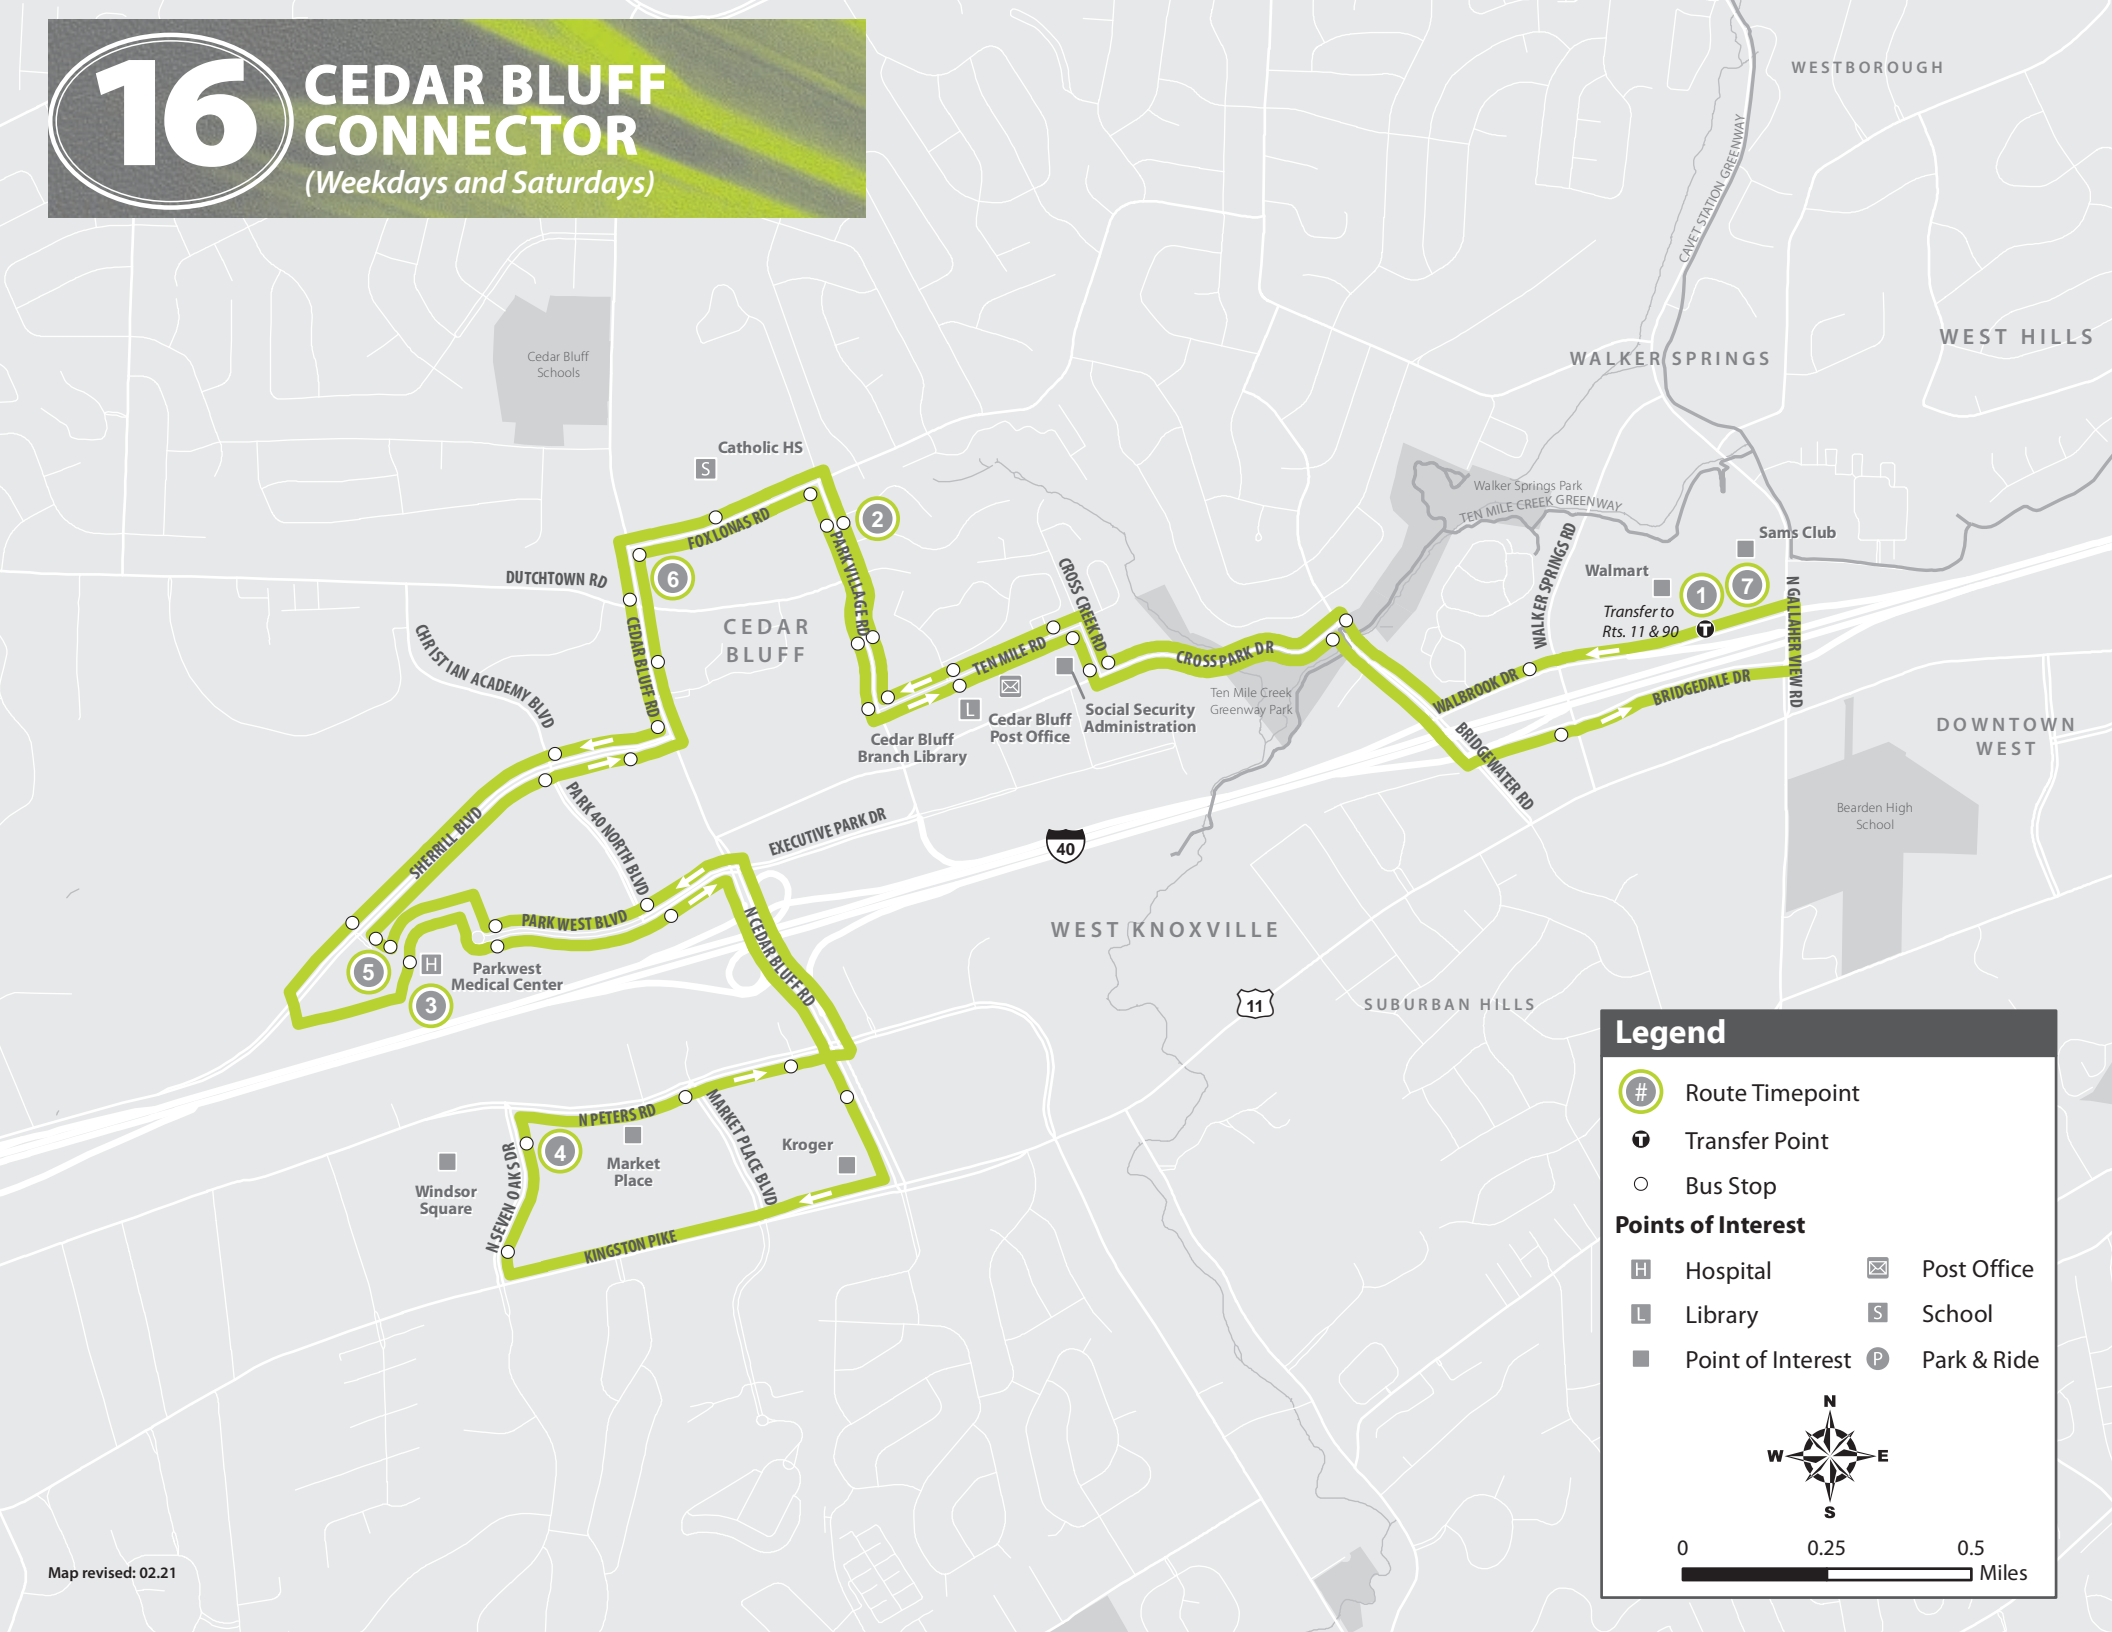 16
CEDAR BLUFF
CONNECTOR
(Weekdays and Saturdays)
WESTBOROUGH
CAVET STATION GREENWAY
WEST HILLS
WALKER SPRINGS
Cedar Bluff
Schools
Catholic HS
S
Walker Springs Park
TEN MILE CREEK GREENWAY
2
FOX LONAS RD
PARK VILLAGE RD
Sams Club
WALKER SPRINGS RD
Walmart
N GALLAHER VIEW RD
1
7
Transfer to
Rts. 11 & 90
T
DUTCHTOWN RD
6
CEDAR BLUFF RD
CEDAR
BLUFF
CROSS CREEK RD
TEN MILE RD
CROSS PARK DR
CHRISTIAN ACADEMY BLVD
WALBROOK DR
BRIDGEDALE DR
Ten Mile Creek
Greenway Park
L
Cedar Bluff
Post Office
Social Security
Administration
Cedar Bluff
Branch Library
BRIDGEWATER RD
DOWNTOWN
WEST
Bearden High
School
SHERRILL BLVD
PARK 40 NORTH BLVD
EXECUTIVE PARK DR
40
PARK WEST BLVD
N CEDAR BLUFF RD
WEST KNOXVILLE
5
H
Parkwest
Medical Center
3
11
SUBURBAN HILLS
N PETERS RD
MARKET PLACE BLVD
4
Kroger
Market
Place
N SEVEN OAKS DR
Windsor
Square
KINGSTON PIKE
Legend
# Route Timepoint
T Transfer Point
Bus Stop
Points of Interest
H Hospital
Post Office
L Library
S School
Point of Interest
P Park & Ride
N
W E
S
0 0.25 0.5
Miles
Map revised: 02.21